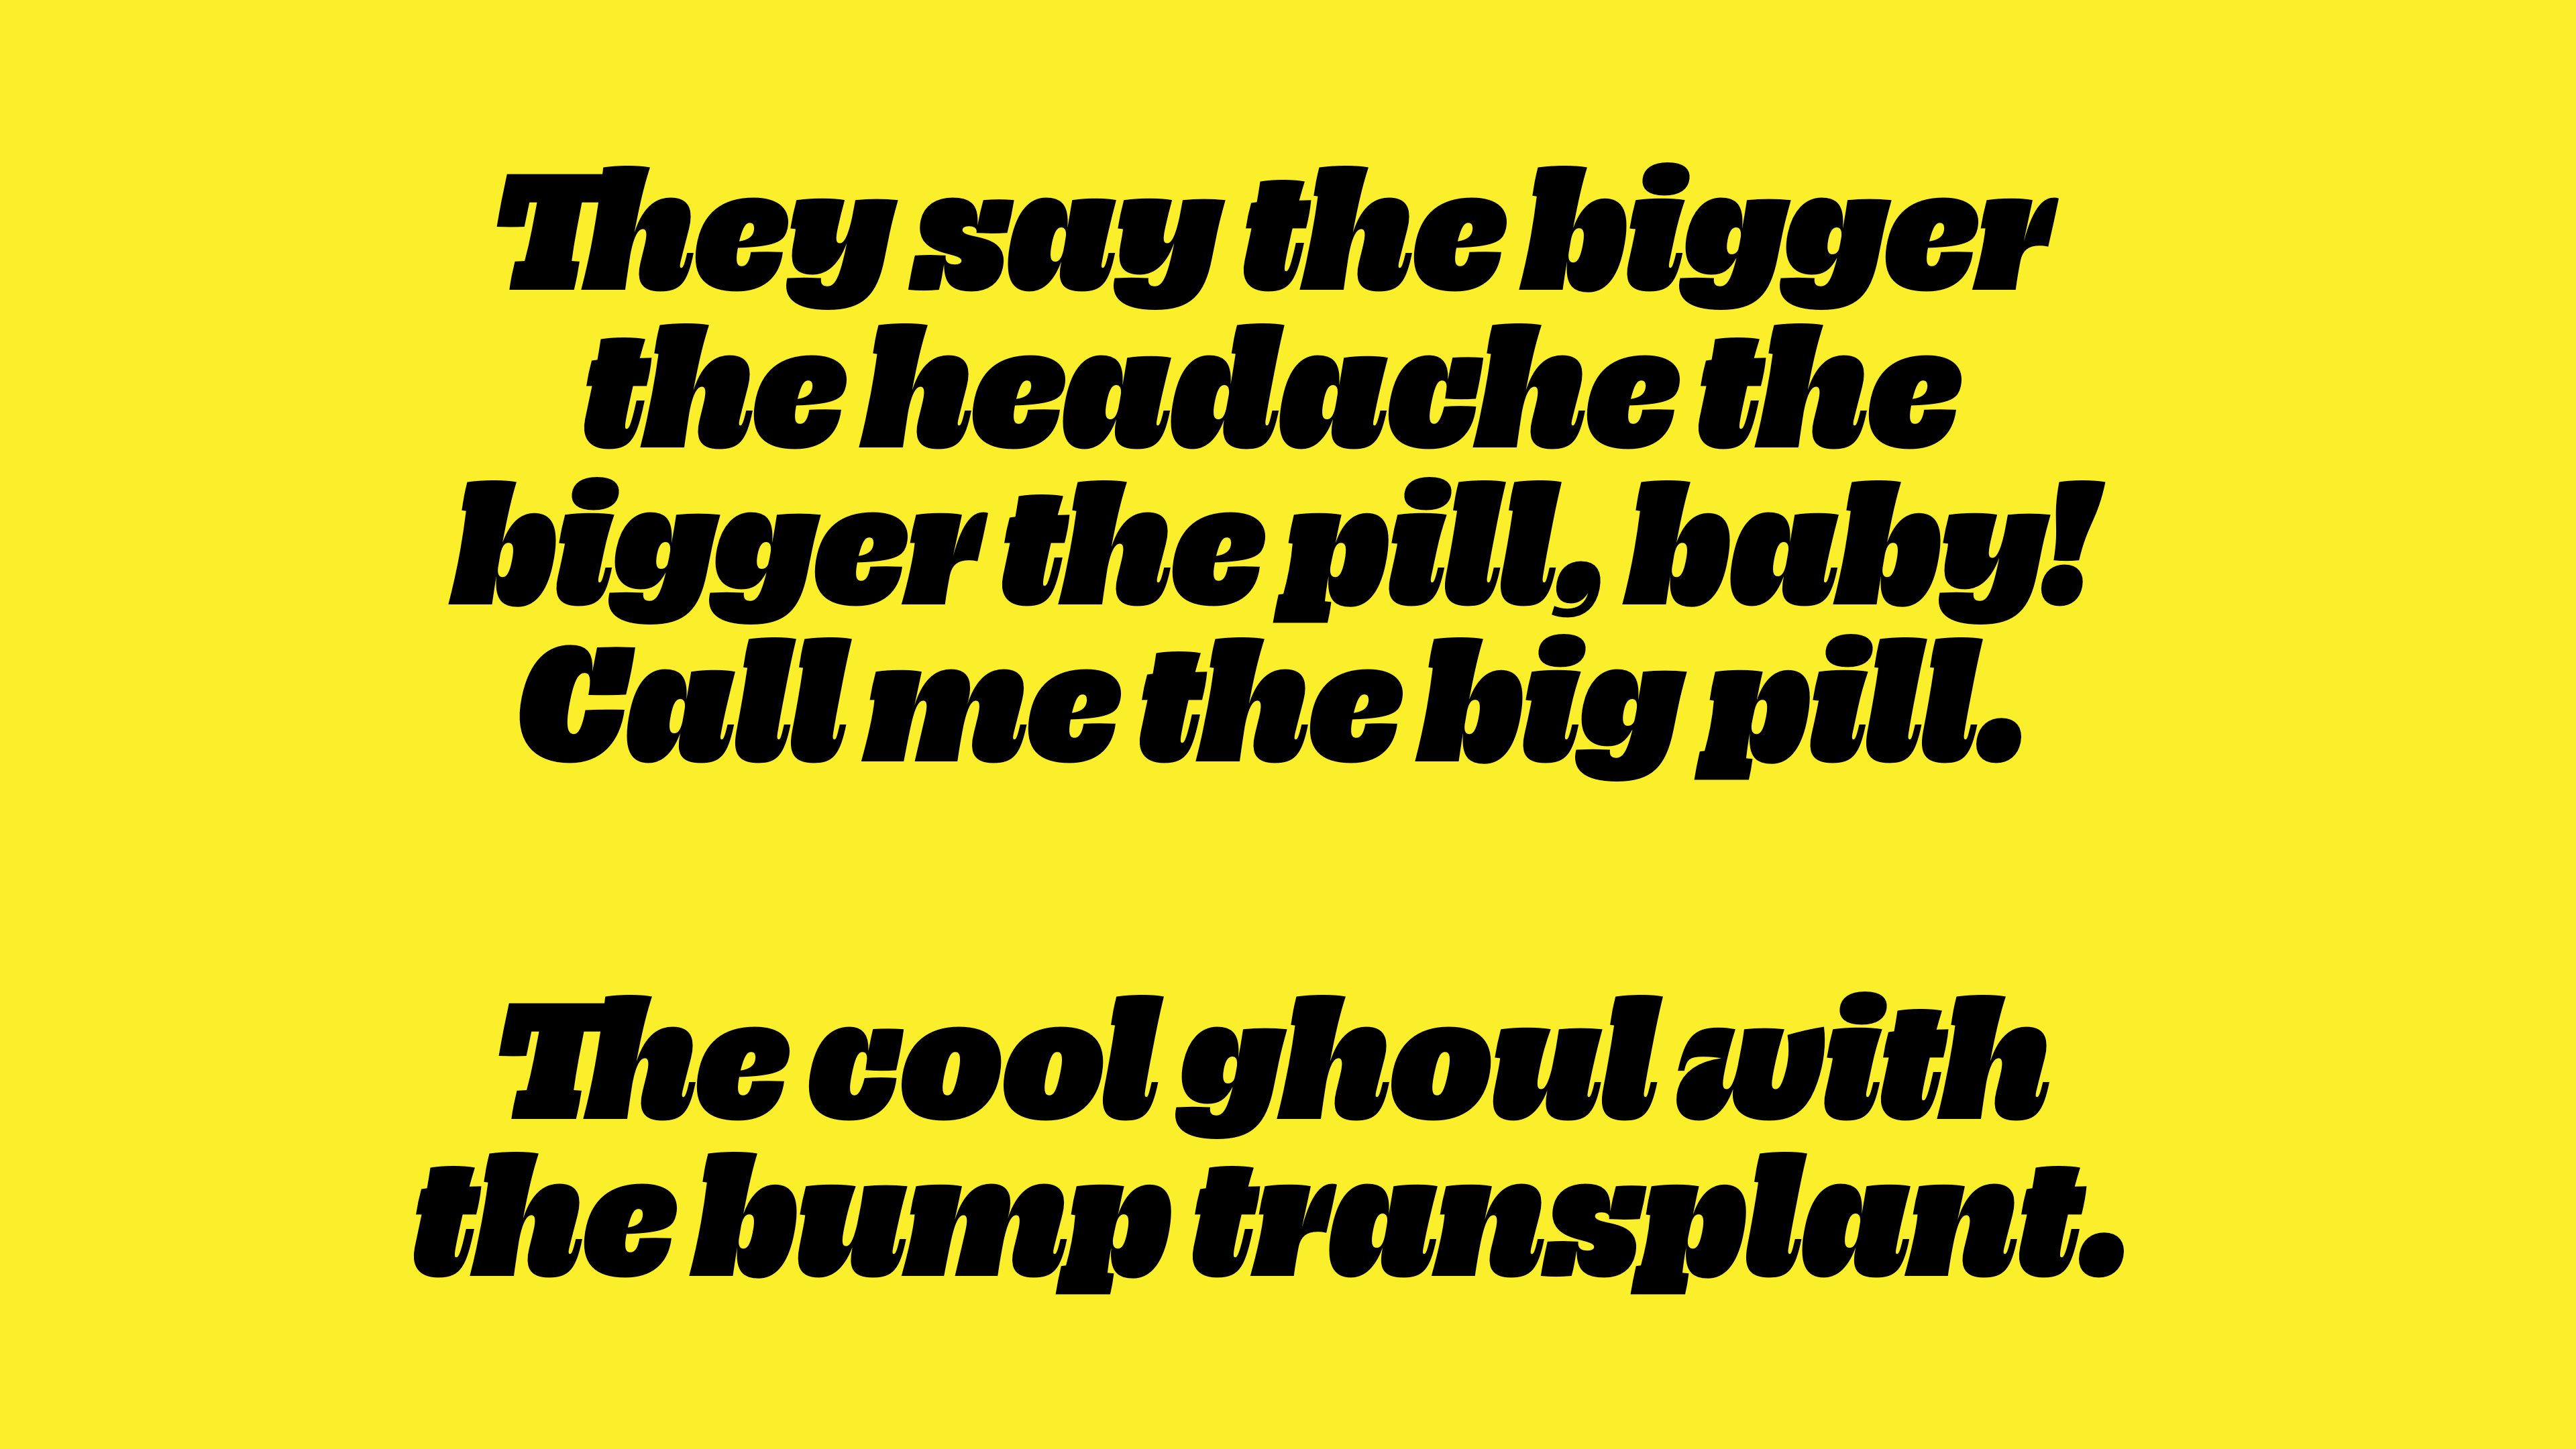 They say the bigger
the headache the
bigger the pill, baby!
Call me the big pill.
The cool ghoul with
the bump transplant.